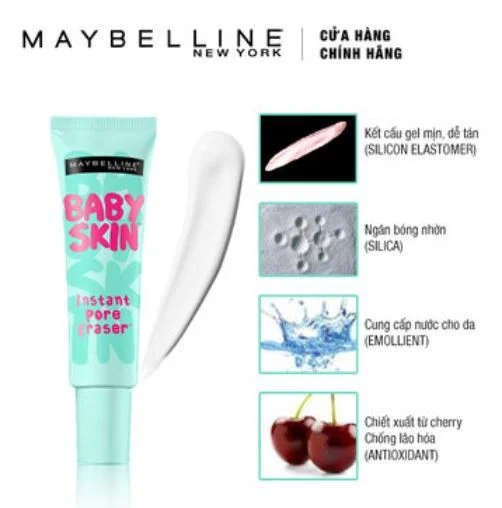 MAYBELLINE
NEW YORK
CỬA HÀNG
CHÍNH HÃNG
MAYBELLINE
NEW YORK
BABY
SKIN
Instant
Pore
Eraser
Kết cấu gel mịn, dễ tán
(SILICON ELASTOMER)
Ngăn bóng nhờn
(SILICA)
Cung cấp nước cho da
(EMOLLIENT)
Chiết xuất từ cherry
Chống lão hóa
(ANTIOXIDANT)